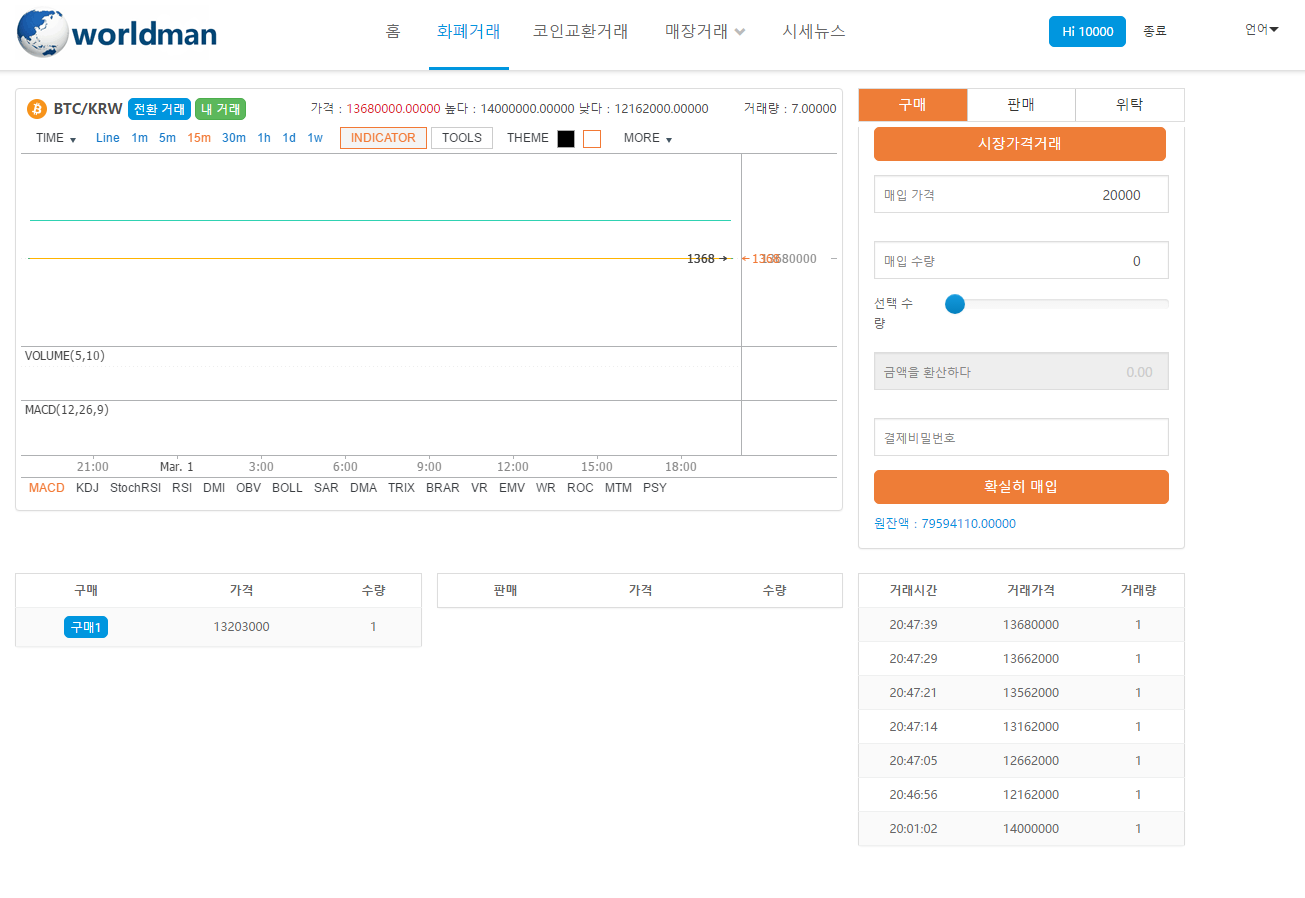 worldman
홈 화폐거래 코인교환거래 매장거래 시세뉴스 Hi 10000 종료 언어
BTC/KRW 전환 거래 내 거래 가격 : 13680000.00000 높다 : 14000000.00000 낮다 : 12162000.00000 거래량 : 7.00000
TIME Line 1m 5m 15m 30m 1h 1d 1w INDICATOR TOOLS THEME MORE
1368 13680000
VOLUME(5,10)
MACD(12,26,9)
21:00 Mar. 1 3:00 6:00 9:00 12:00 15:00 18:00
MACD KDJ StochRSI RSI DMI OBV BOLL SAR DMA TRIX BRAR VR EMV WR ROC MTM PSY
구매 판매 위탁
시장가격거래
매입 가격 20000
매입 수량 0
선택 수
량
금액을 환산하다 0.00
결제비밀번호
확실히 매입
원잔액 : 79594110.00000
구매 가격 수량
구매1 13203000 1
판매 가격 수량
거래시간 거래가격 거래량
20:47:39 13680000 1
20:47:29 13662000 1
20:47:21 13562000 1
20:47:14 13162000 1
20:47:05 12662000 1
20:46:56 12162000 1
20:01:02 14000000 1